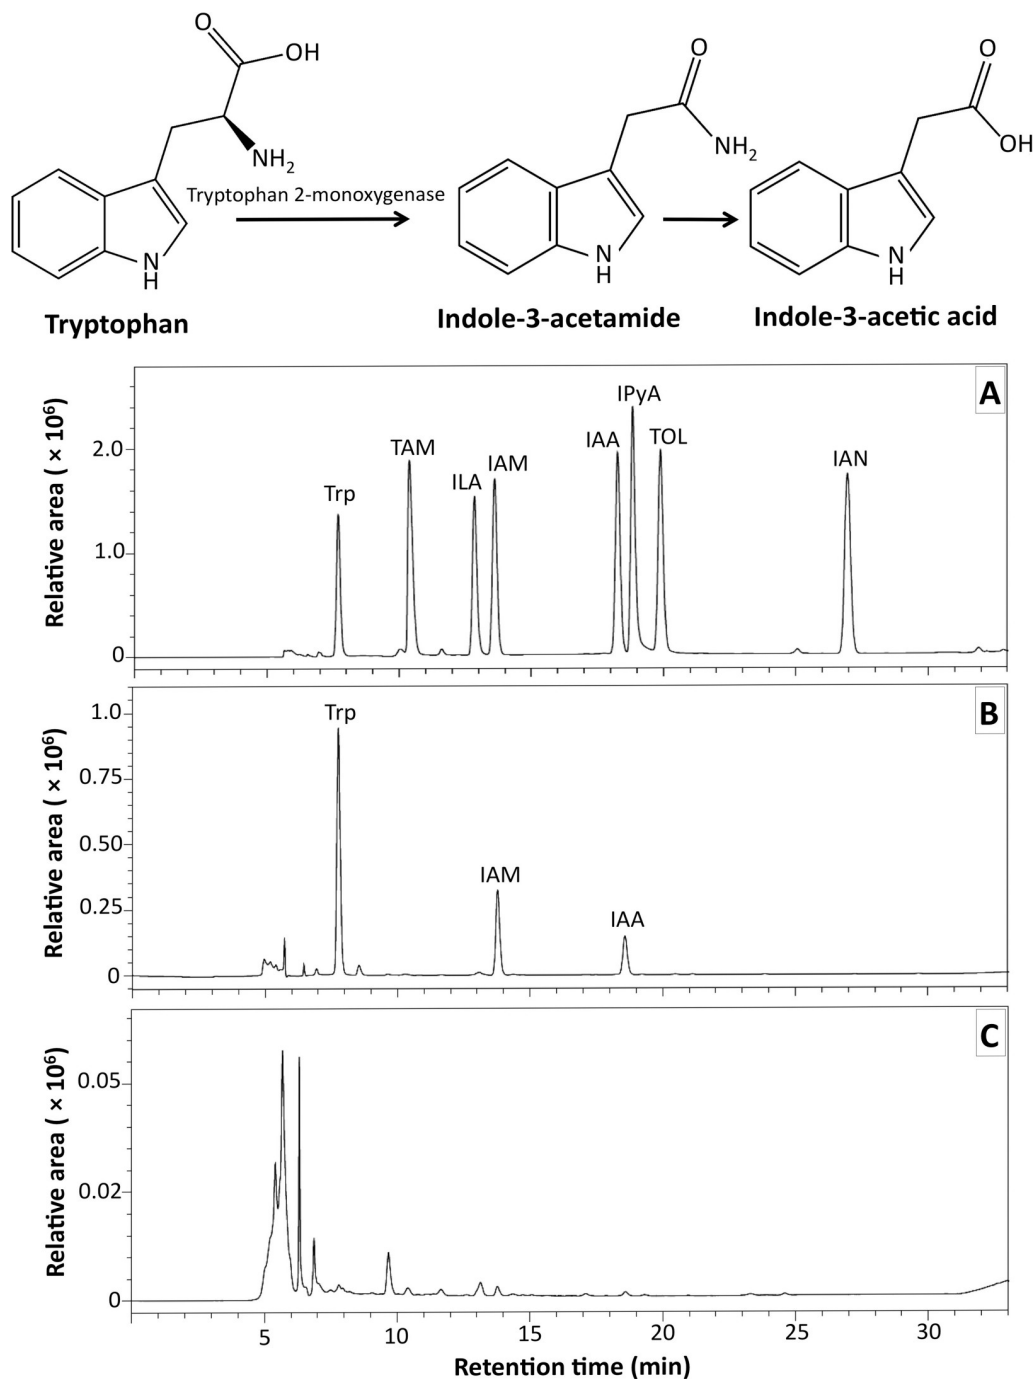 O
OH
NH2
N
H
Tryptophan
Tryptophan 2-monoxygenase
O
NH2
N
H
Indole-3-acetamide
O
OH
N
H
Indole-3-acetic acid
A
Relative area ( × 10⁶)
2.0
1.0
0
Trp
TAM
ILA
IAM
IAA
IPyA
TOL
IAN
B
Relative area ( × 10⁶)
1.0
0.75
0.50
0.25
0
Trp
IAM
IAA
C
Relative area ( × 10⁶)
0.05
0.02
0
5 10 15 20 25 30
Retention time (min)